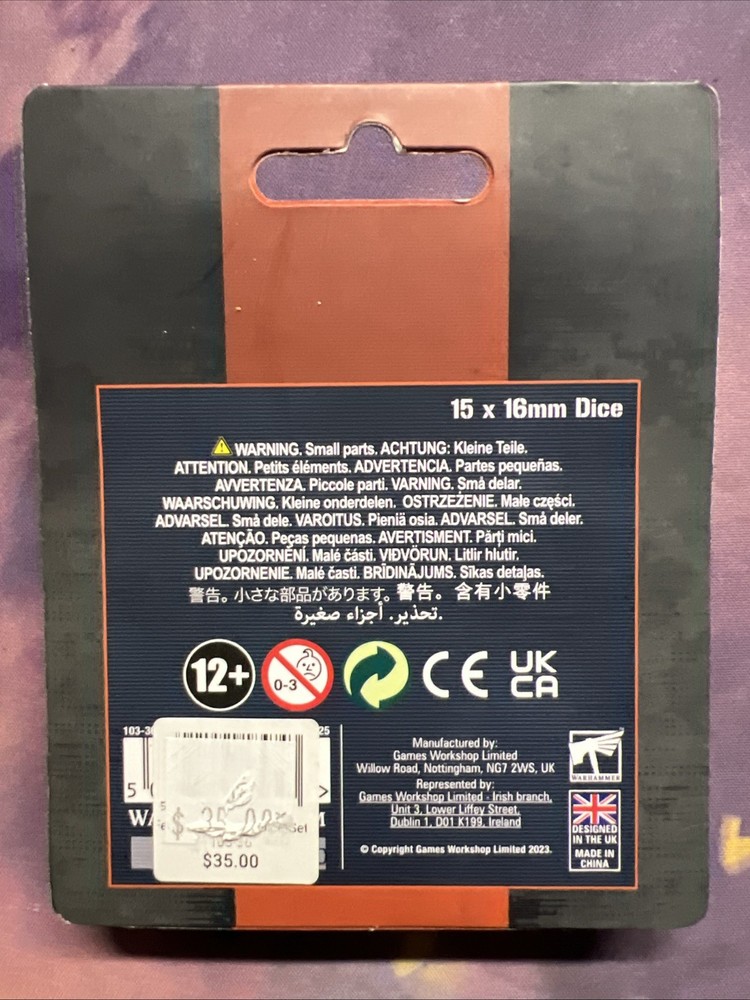 15 x 16mm Dice
WARNING. Small parts. ACHTUNG: Kleine Teile.
ATTENTION. Petits éléments. ADVERTENCIA. Partes pequeñas.
AVVERTENZA. Piccole parti. VARNING. Små delar.
WAARSCHUWING. Kleine onderdelen. OSTRZEŻENIE. Małe części.
ADVARSEL. Små dele. VAROITUS. Pieniä osia. ADVARSEL. Små deler.
ATENÇÃO. Peças pequenas. AVERTISMENT. Părți mici.
UPOZORNĚNÍ. Malé části. VIÐVÖRUN. Litlir hlutir.
UPOZORNENIE. Malé časti. BRĪDINĀJUMS. Sīkas detaļas.
警告。小さな部品があります。警告。含有小零件
تحذير. أجزاء صغيرة.
12+
0-3
CE
UK
CA
25
5
$35.00
Manufactured by:
Games Workshop Limited
Willow Road, Nottingham, NG7 2WS, UK
Represented by:
Games Workshop Limited - Irish branch,
Unit 3, Lower Liffey Street,
Dublin 1, D01 K199, Ireland
© Copyright Games Workshop Limited 2023.
WARHAMMER
DESIGNED
IN THE UK
MADE IN
CHINA